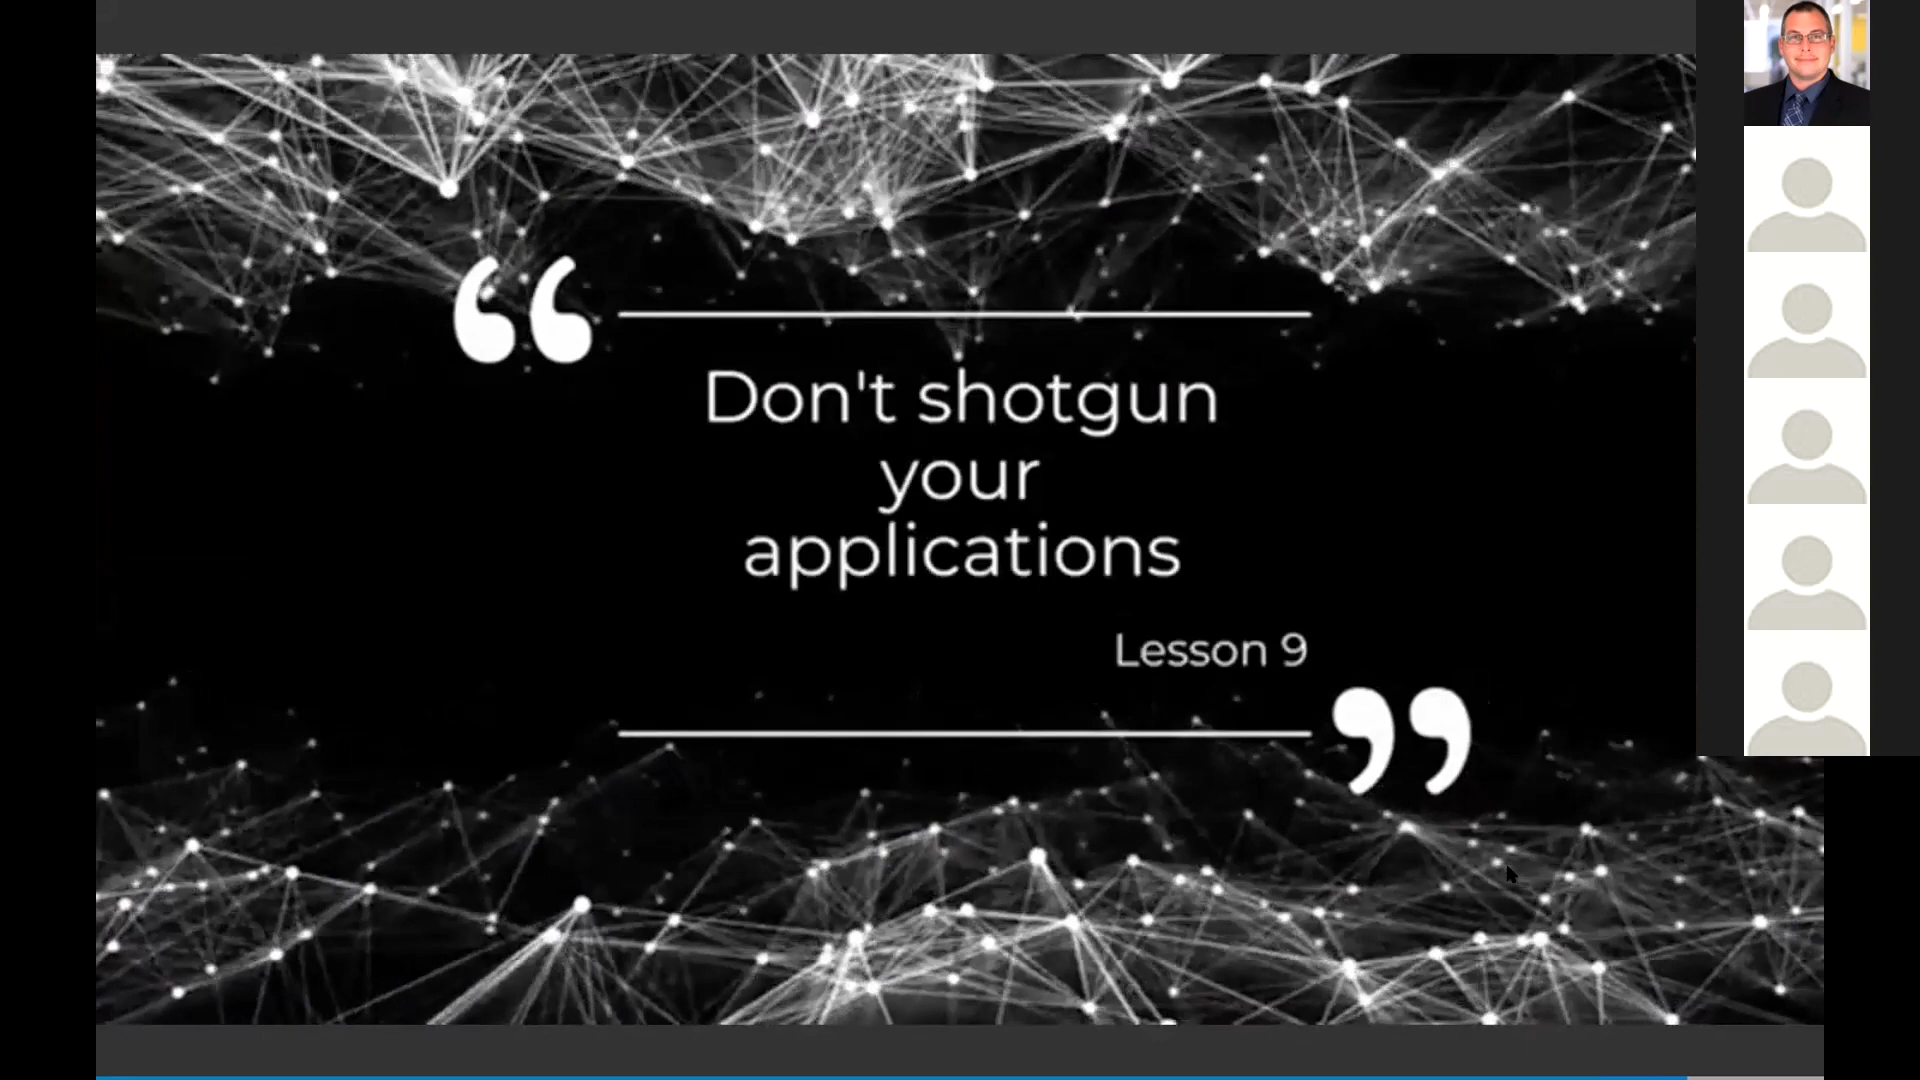 “
Don't shotgun
your
applications
Lesson 9
”